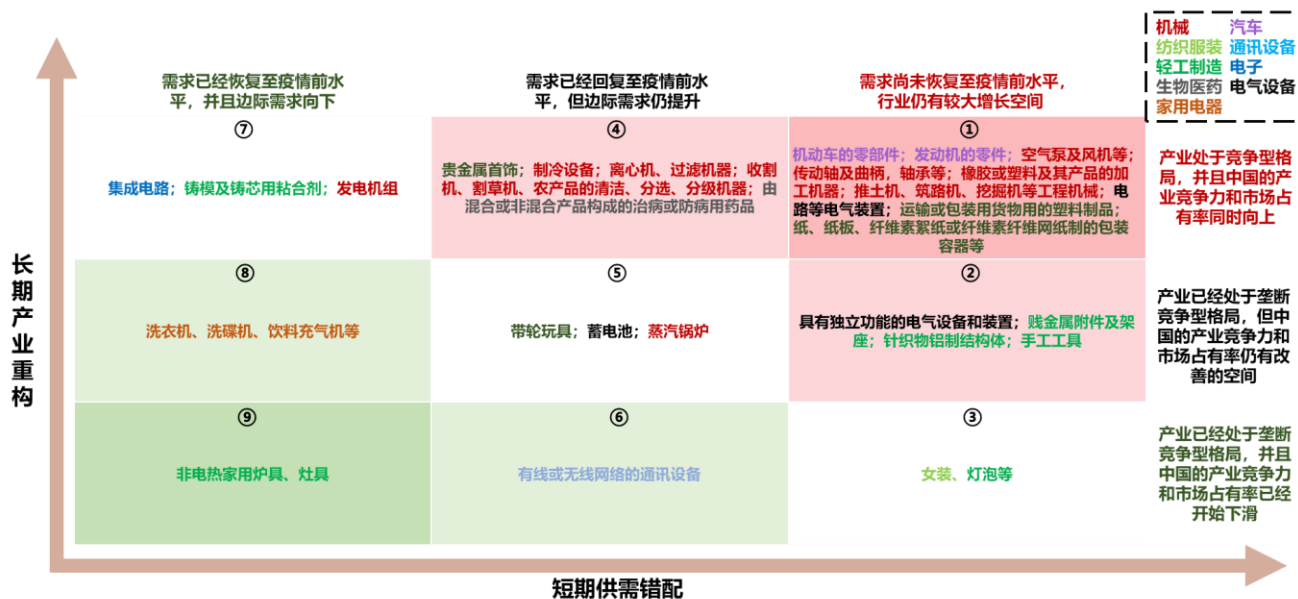 机械 汽车
纺织服装 通讯设备
轻工制造 电子
生物医药 电气设备
家用电器
需求已经恢复至疫情前水
平，并且边际需求向下
需求已经回复至疫情前水
平，但边际需求仍提升
需求尚未恢复至疫情前水平，
行业仍有较大增长空间
⑦
集成电路；铸模及铸芯用粘合剂；发电机组
④
贵金属首饰；制冷设备；离心机、过滤机器；收割
机、割草机、农产品的清洁、分选、分级机器；由
混合或非混合产品构成的治病或防病用药品
①
机动车的零部件；发动机的零件；空气泵及风机等；
传动轴及曲柄，轴承等；橡胶或塑料及其产品的加
工机器；推土机、筑路机、挖掘机等工程机械；电
路等电气装置；运输或包装用货物用的塑料制品；
纸、纸板、纤维素絮纸或纤维素纤维网纸制的包装
容器等
产业处于竞争型格
局，并且中国的产
业竞争力和市场占
有率同时向上
⑧
洗衣机、洗碟机、饮料充气机等
⑤
带轮玩具；蓄电池；蒸汽锅炉
②
具有独立功能的电气设备和装置；贱金属附件及架
座；针织物铝制结构体；手工工具
产业已经处于垄断
竞争型格局，但中
国的产业竞争力和
市场占有率仍有改
善的空间
⑨
非电热家用炉具、灶具
⑥
有线或无线网络的通讯设备
③
女装、灯泡等
产业已经处于垄断
竞争型格局，并且
中国的产业竞争力
和市场占有率已经
开始下滑
长期产业重构
短期供需错配